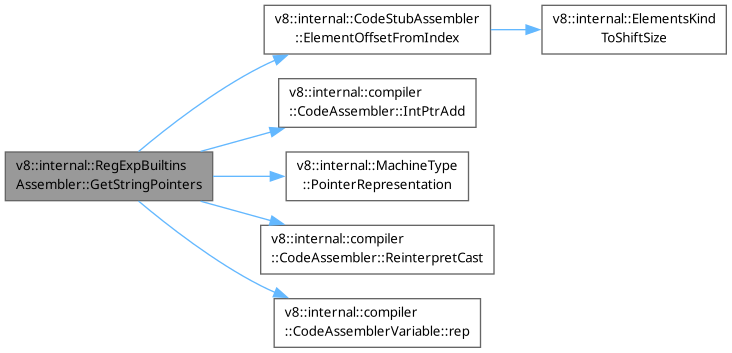 v8::internal::RegExpBuiltins
Assembler::GetStringPointers
v8::internal::CodeStubAssembler
::ElementOffsetFromIndex
v8::internal::ElementsKind
ToShiftSize
v8::internal::compiler
::CodeAssembler::IntPtrAdd
v8::internal::MachineType
::PointerRepresentation
v8::internal::compiler
::CodeAssembler::ReinterpretCast
v8::internal::compiler
::CodeAssemblerVariable::rep